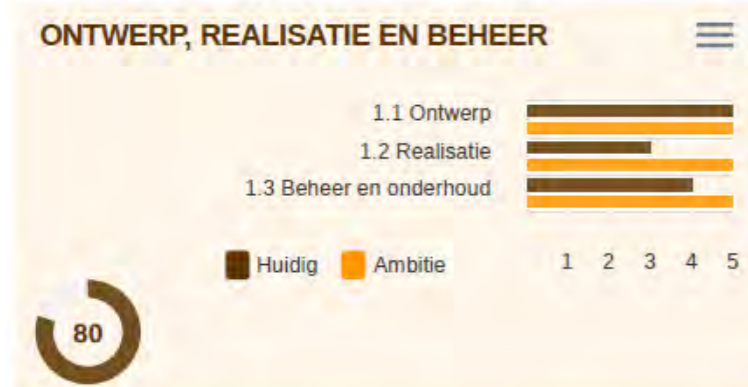 ONTWERP, REALISATIE EN BEHEER
1.1 Ontwerp
1.2 Realisatie
1.3 Beheer en onderhoud
Huidig Ambitie
1 2 3 4 5
80